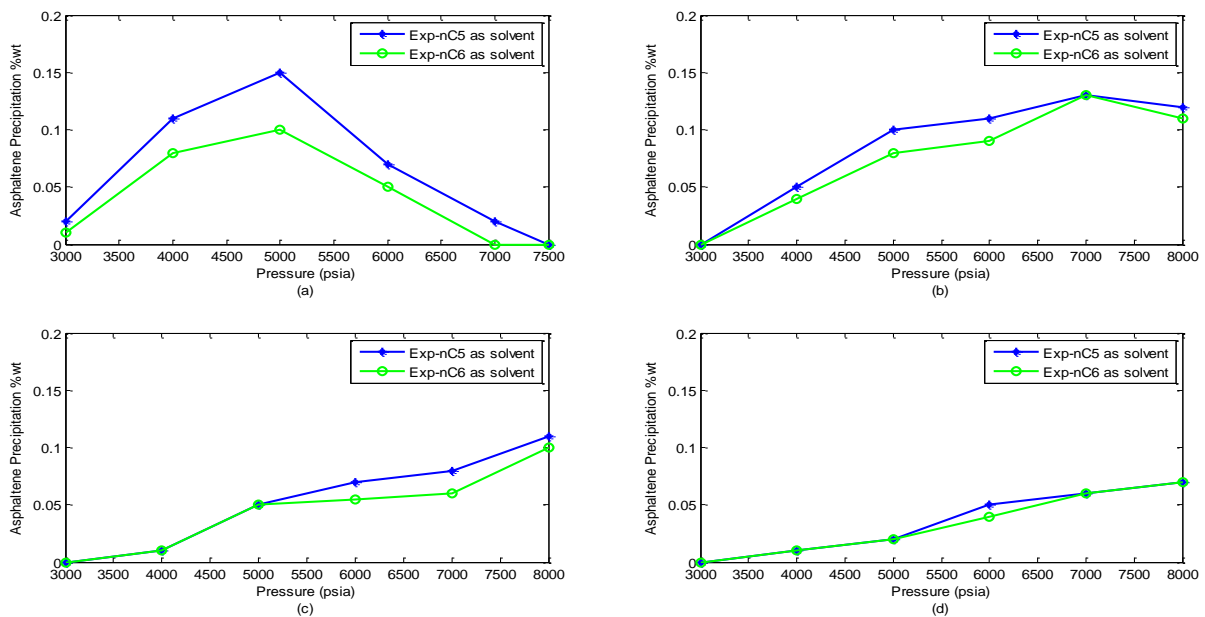 0.2
0.15
0.1
0.05
0
Asphaltene Precipitation %wt
Exp-nC5 as solvent
Exp-nC6 as solvent
3000 3500 4000 4500 5000 5500 6000 6500 7000 7500
Pressure (psia)
(a)
0.2
0.15
0.1
0.05
0
Asphaltene Precipitation %wt
Exp-nC5 as solvent
Exp-nC6 as solvent
3000 3500 4000 4500 5000 5500 6000 6500 7000 7500 8000
Pressure (psia)
(b)
0.2
0.15
0.1
0.05
0
Asphaltene Precipitation %wt
Exp-nC5 as solvent
Exp-nC6 as solvent
3000 3500 4000 4500 5000 5500 6000 6500 7000 7500 8000
Pressure (psia)
(c)
0.2
0.15
0.1
0.05
0
Asphaltene Precipitation %wt
Exp-nC5 as solvent
Exp-nC6 as solvent
3000 3500 4000 4500 5000 5500 6000 6500 7000 7500 8000
Pressure (psia)
(d)